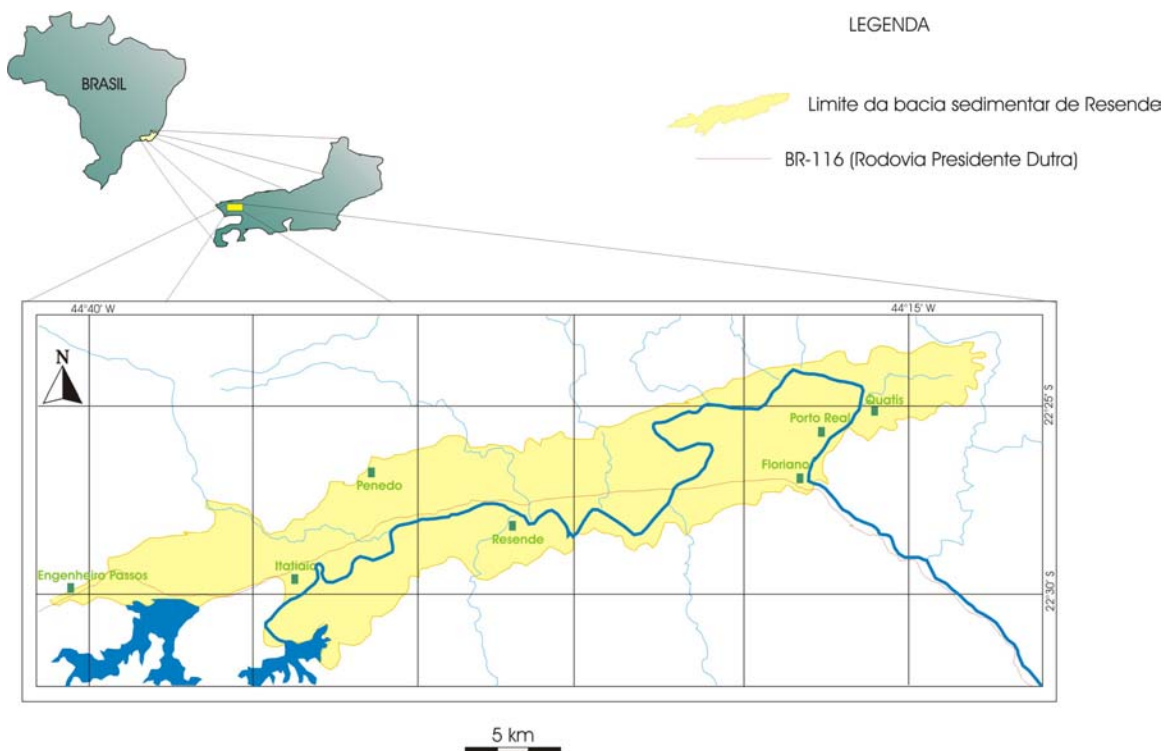 LEGENDA
BRASIL
Limite da bacia sedimentar de Resende
BR-116 (Rodovia Presidente Dutra)
44°40' W
44°15' W
N
22°25' S
Quatis
Porto Real
Floriano
Penedo
Resende
Itatiaia
Engenheiro Passos
22°30' S
5 km